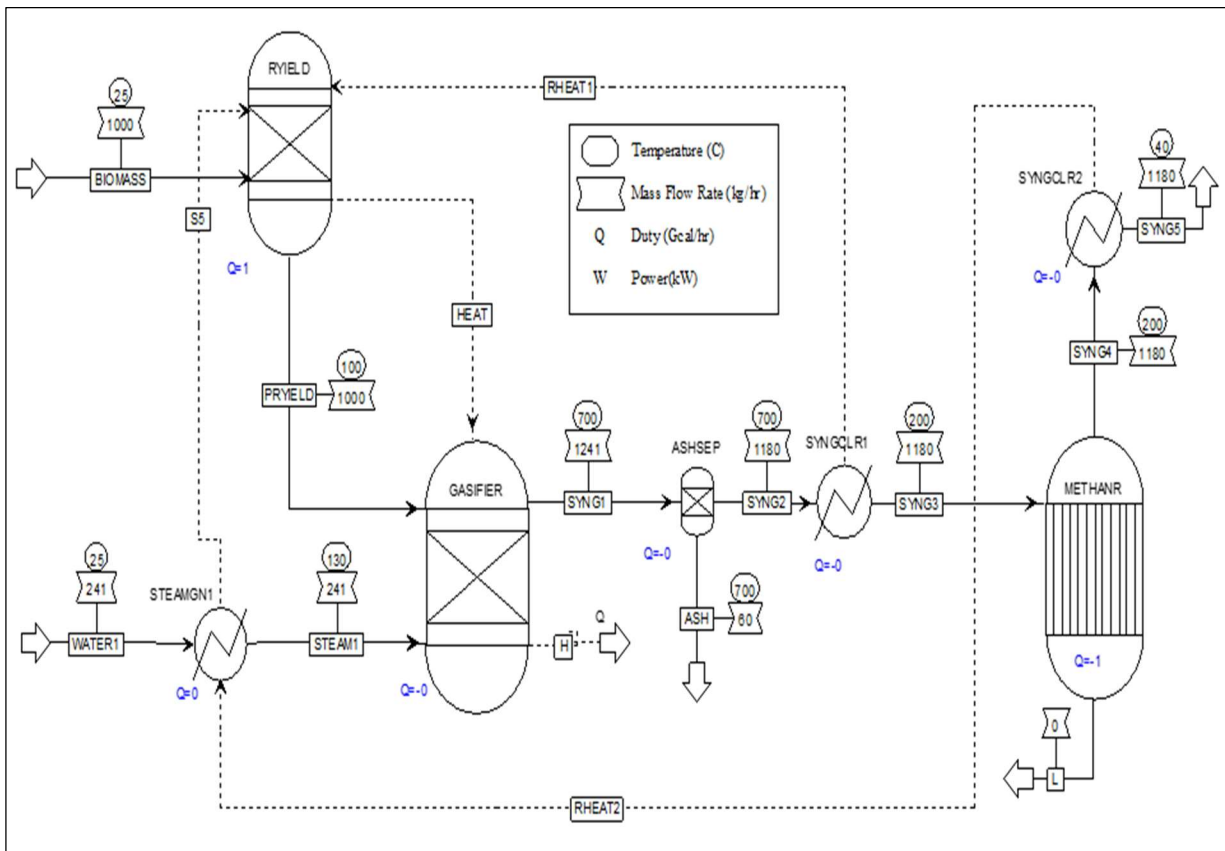 RYIELD
25
1000
BIOMASS
S5
Q=1
RHEAT1
Temperature (C)
Mass Flow Rate (kg/hr)
Q Duty (Gcal/hr)
W Power(kW)
HEAT
SYNGCLR2
40
1180
SYNG5
Q=-0
200
1180
SYNG4
PRYIELD
100
1000
GASIFIER
700
1241
SYNG1
ASHSEP
700
1180
SYNG2
SYNGCLR1
200
1180
SYNG3
METHANR
Q=-0
Q=-0
25
241
WATER1
STEAMGN1
130
241
STEAM1
Q=0
Q=-0
H
Q
700
60
ASH
Q=-1
0
L
RHEAT2